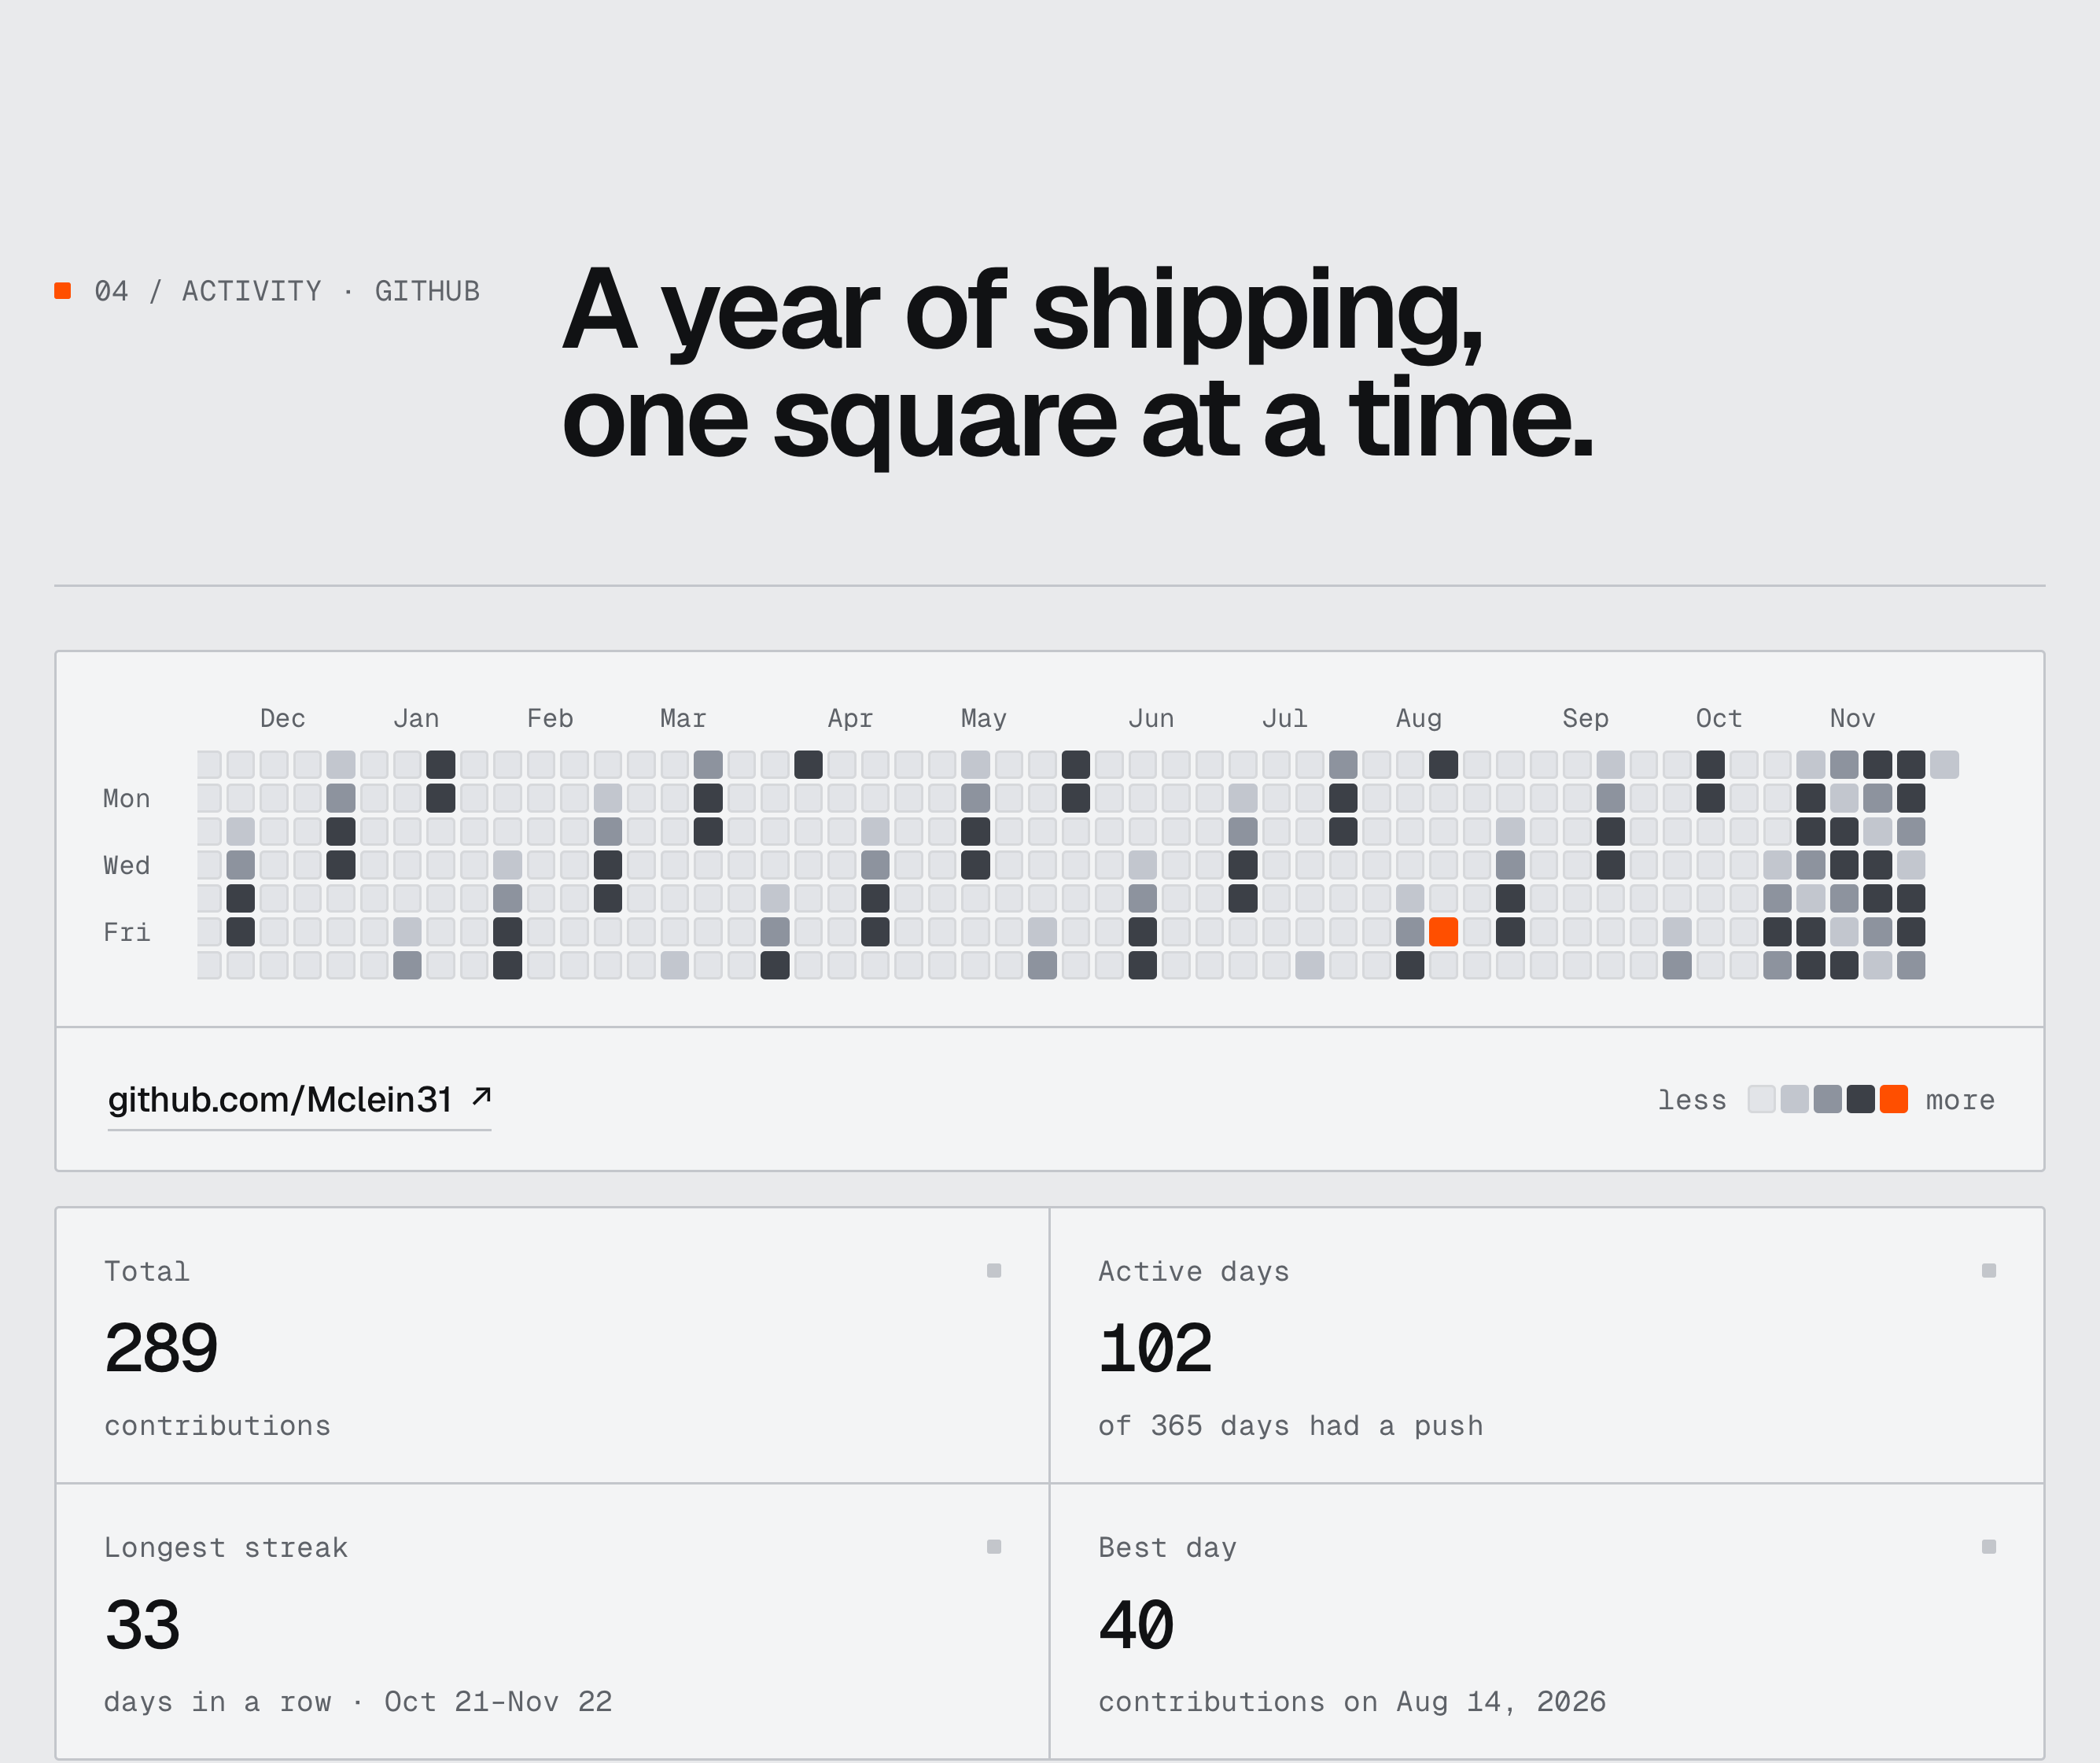 04 / ACTIVITY · GITHUB
A year of shipping,
one square at a time.
Dec Jan Feb Mar Apr May Jun Jul Aug Sep Oct Nov
Mon
Wed
Fri
github.com/Mclein31 ↗
less more
Total
289
contributions
Active days
102
of 365 days had a push
Longest streak
33
days in a row · Oct 21–Nov 22
Best day
40
contributions on Aug 14, 2026